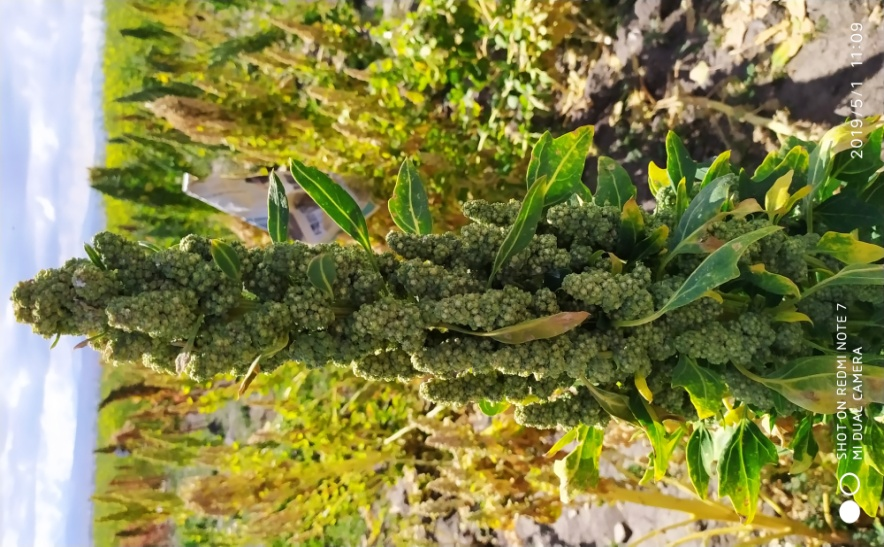 2019/5/1 11:09
SHOT ON REDMI NOTE 7
MI DUAL CAMERA